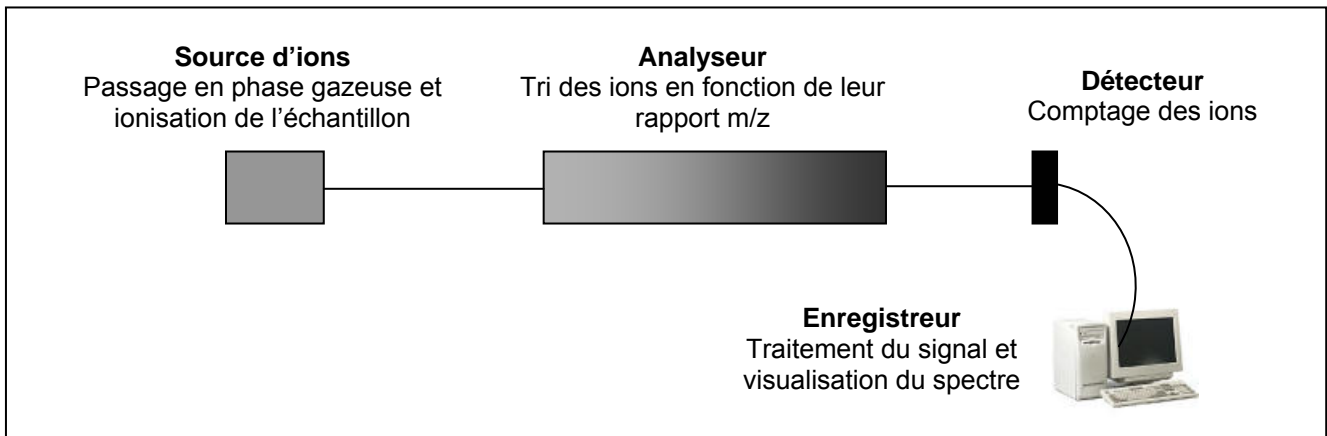 Source d'ions
Passage en phase gazeuse et
ionisation de l'échantillon
Analyseur
Tri des ions en fonction de leur
rapport m/z
Détecteur
Comptage des ions
Enregistreur
Traitement du signal et
visualisation du spectre